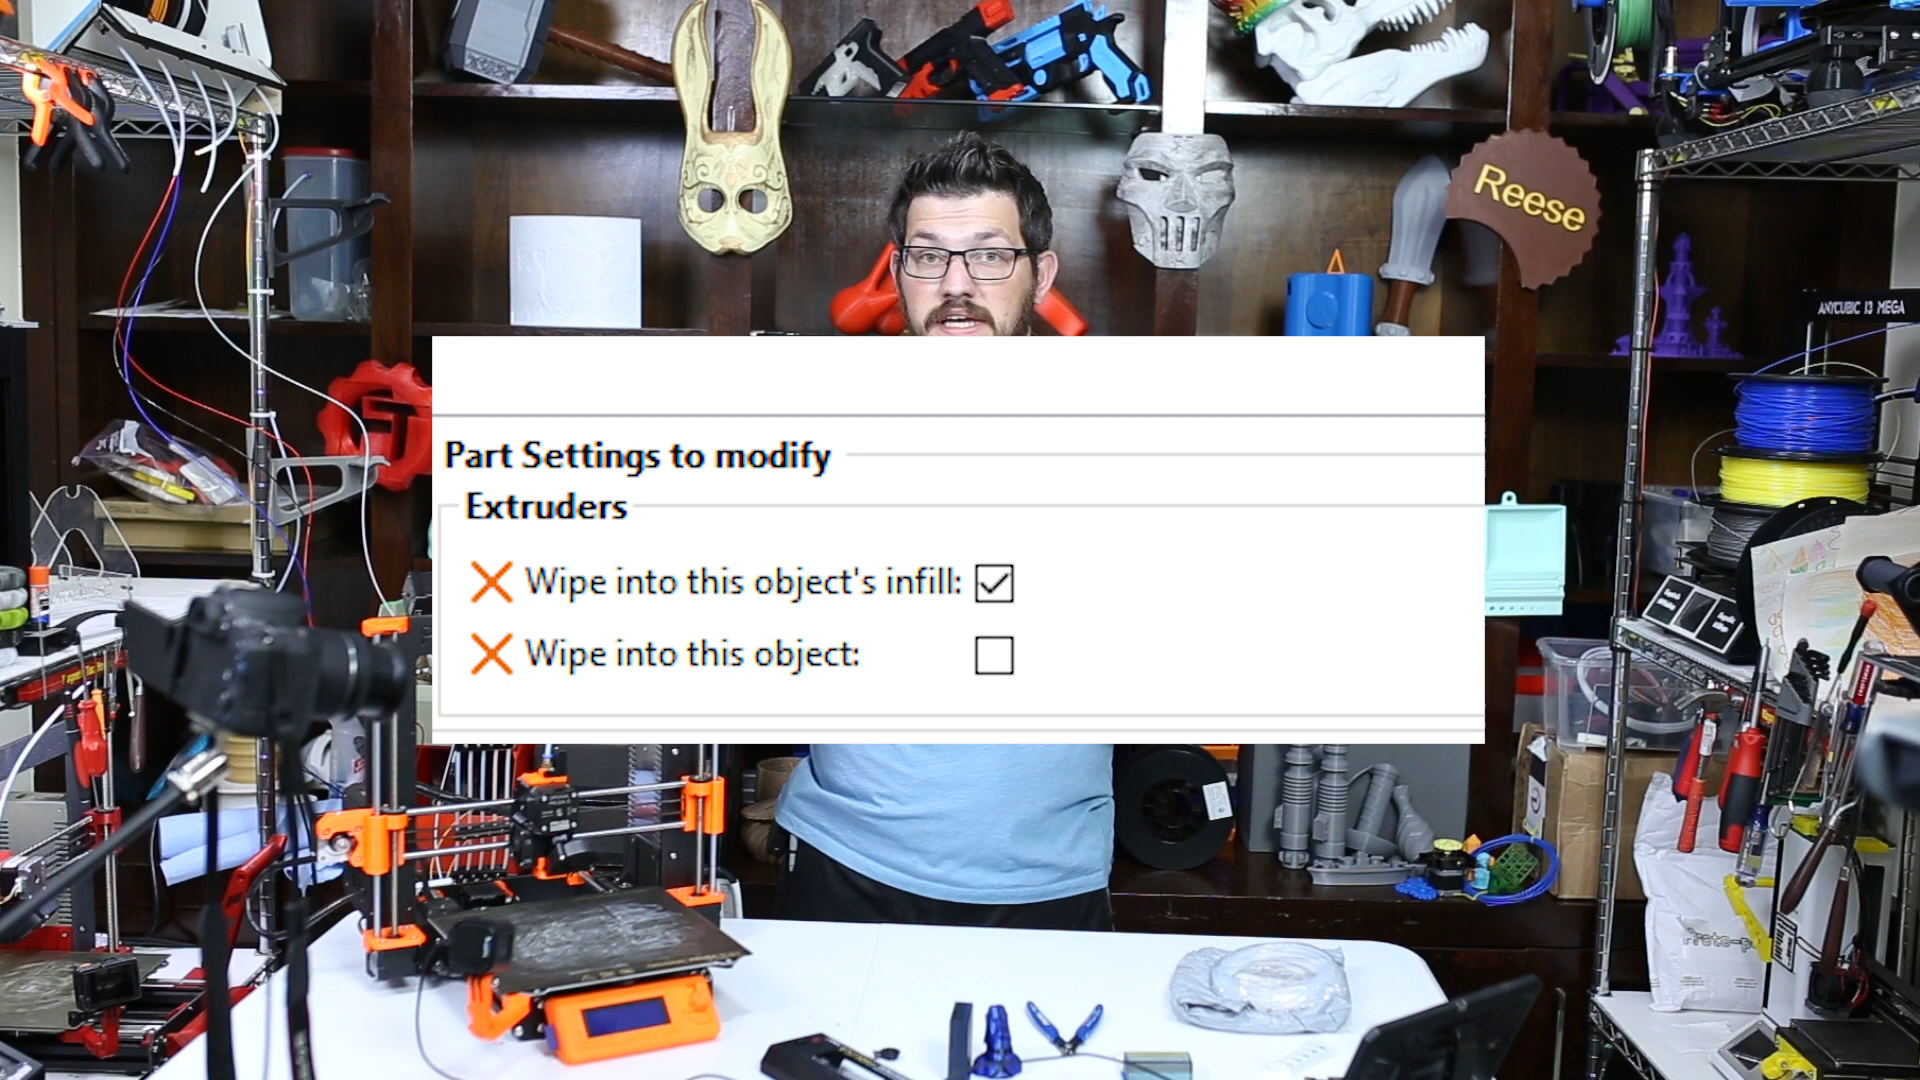 Reese
ANYCUBIC I3 MEGA
Part Settings to modify
Extruders
Wipe into this object's infill:
Wipe into this object: